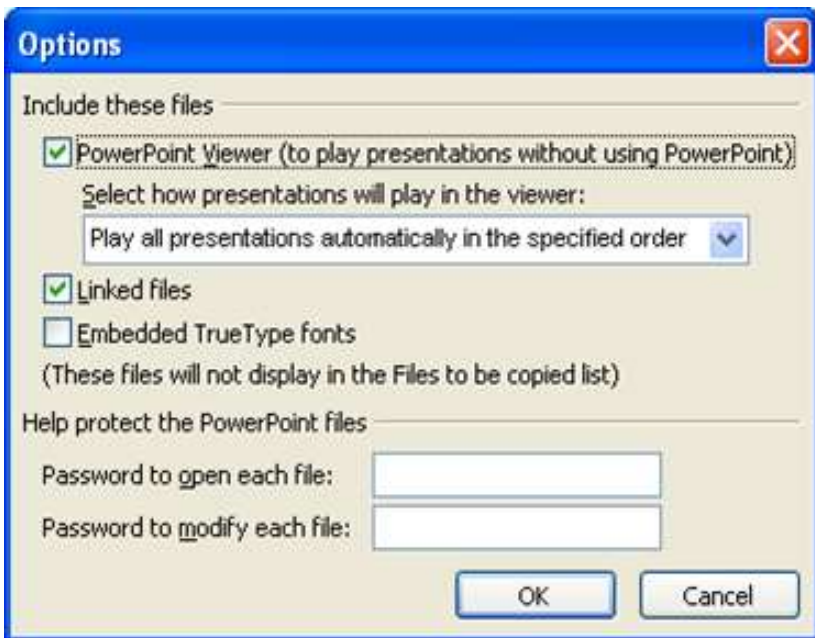 Options
Include these files
PowerPoint Viewer (to play presentations without using PowerPoint)
Select how presentations will play in the viewer:
Play all presentations automatically in the specified order
Linked files
Embedded TrueType fonts
(These files will not display in the Files to be copied list)
Help protect the PowerPoint files
Password to open each file:
Password to modify each file:
OK Cancel